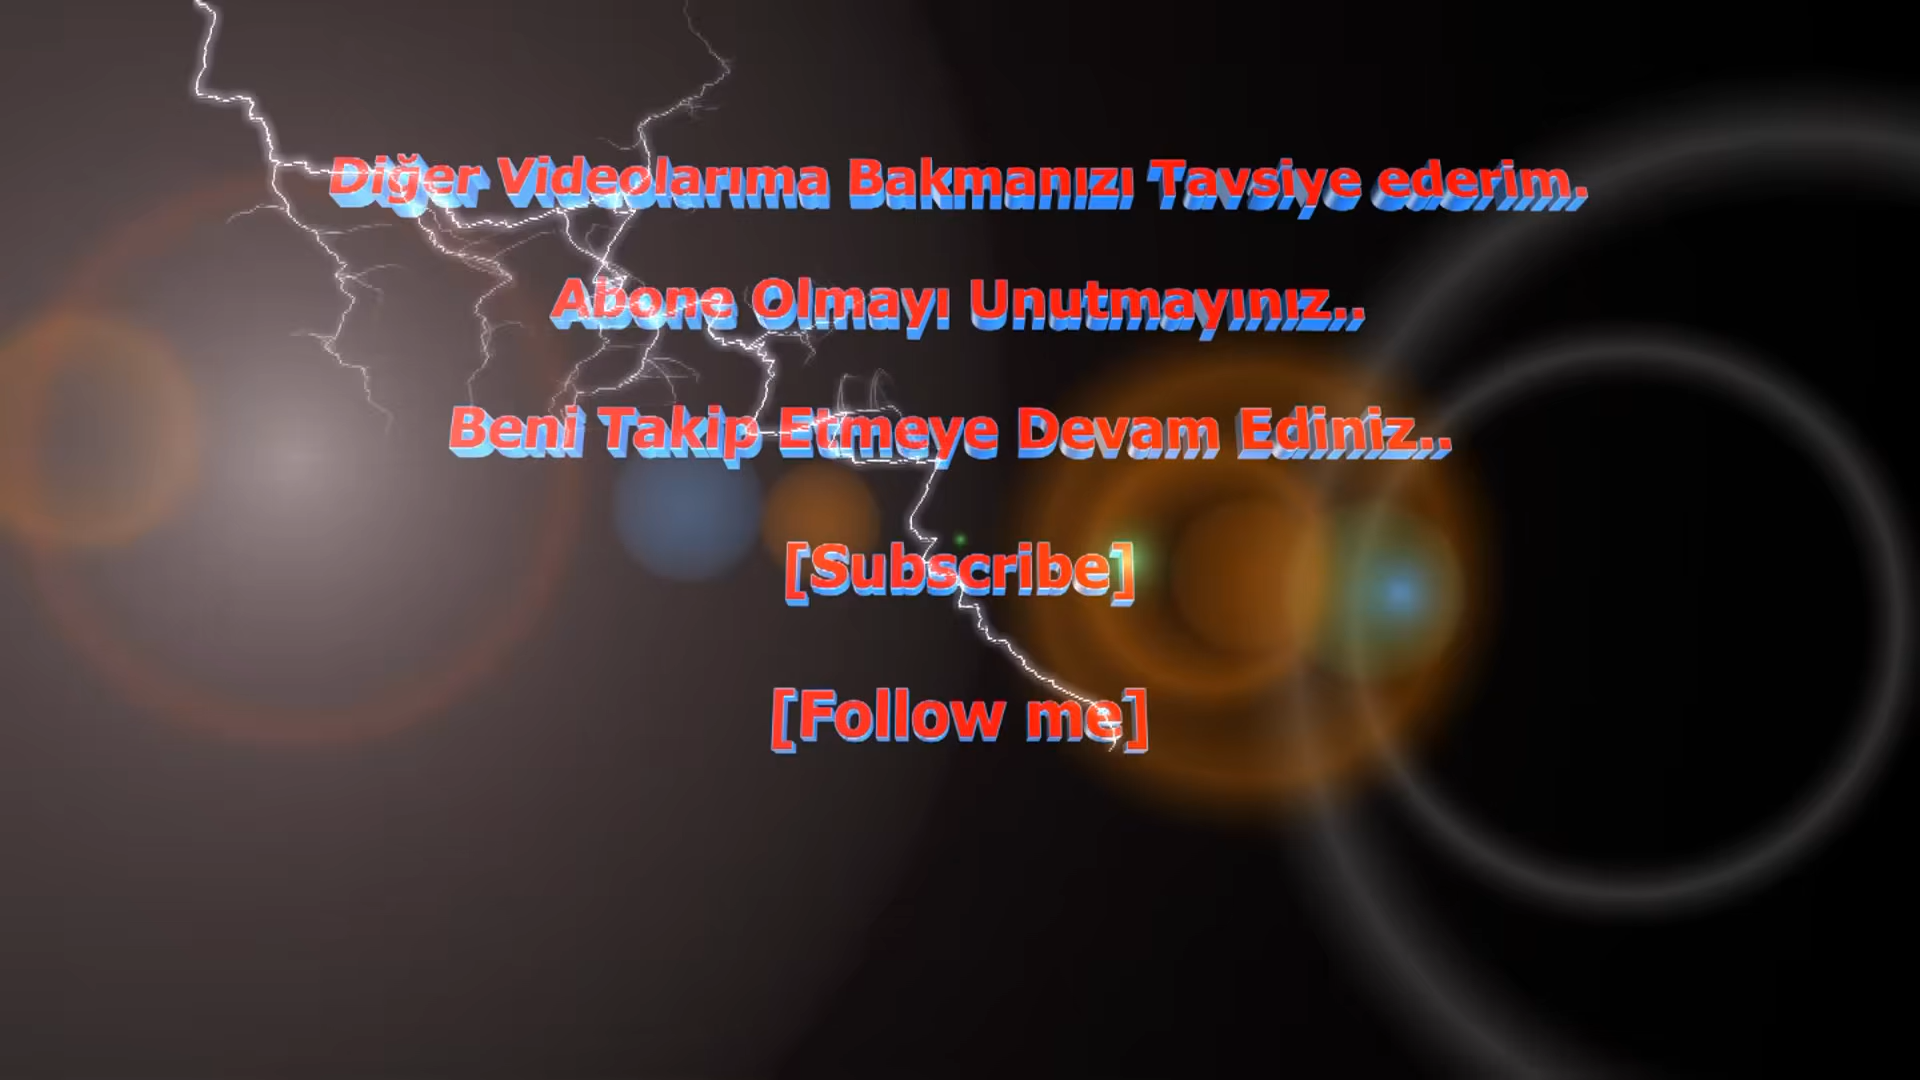 Diğer Videolarıma Bakmanızı Tavsiye ederim.
Abone Olmayı Unutmayınız..
Beni Takip Etmeye Devam Ediniz..
[Subscribe]
[Follow me]